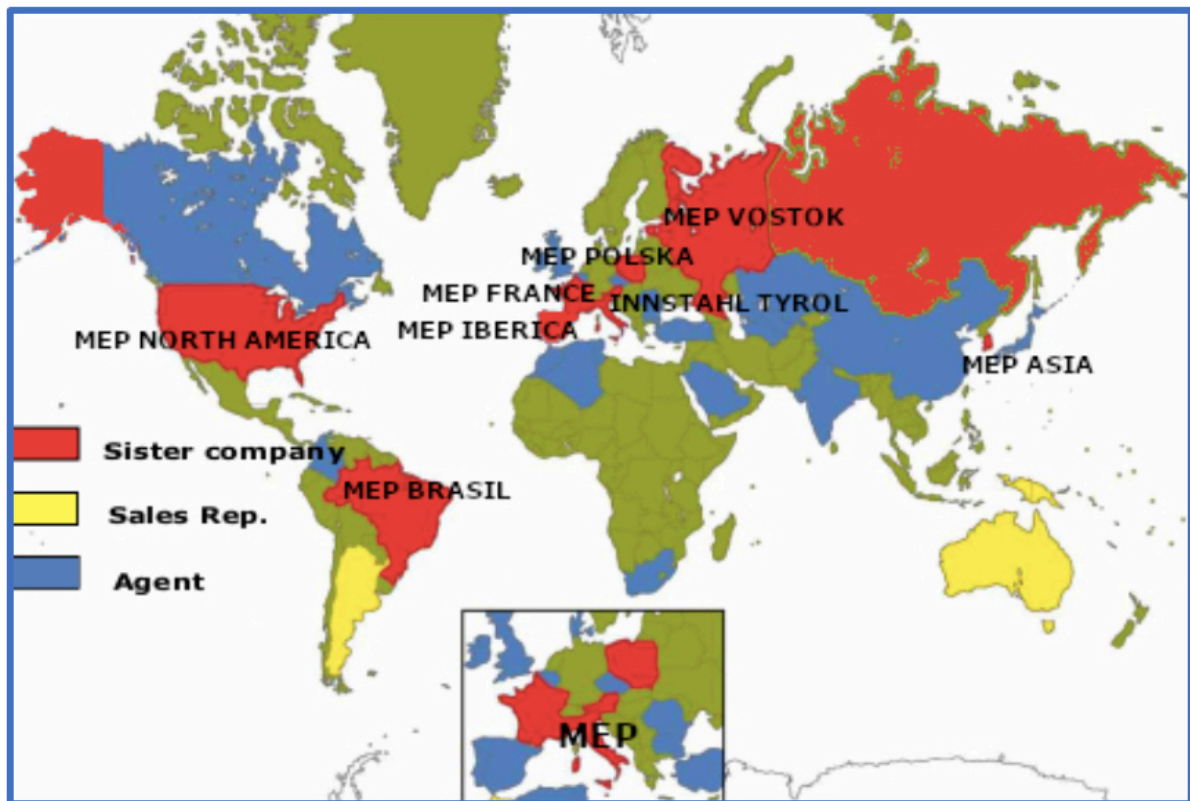 MEP VOSTOK
MEP POLSKA
MEP FRANCE
INNSTAHL TYROL
MEP IBERICA
MEP NORTH AMERICA
MEP ASIA
Sister company
MEP BRASIL
Sales Rep.
Agent
MEP